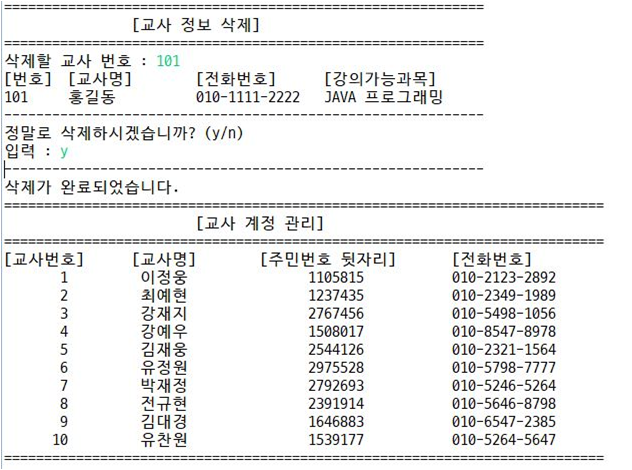 ============================================================
[교사 정보 삭제]
============================================================
삭제할 교사 번호 : 101
[번호] [교사명] [전화번호] [강의가능과목]
101 홍길동 010-1111-2222 JAVA 프로그래밍
------------------------------------------------------------
정말로 삭제하시겠습니까? (y/n)
입력 : y
------------------------------------------------------------
삭제가 완료되었습니다.
===========================================================================
[교사 계정 관리]
===========================================================================
[교사번호] [교사명] [주민번호 뒷자리] [전화번호]
1 이정웅 1105815 010-2123-2892
2 최예현 1237435 010-2349-1989
3 강재지 2767456 010-5498-1056
4 강예우 1508017 010-8547-8978
5 김재웅 2544126 010-2321-1564
6 유정원 2975528 010-5798-7777
7 박재정 2792693 010-5246-5264
8 전규현 2391914 010-5646-8798
9 김대경 1646883 010-6547-2385
10 유찬원 1539177 010-5264-5647
===========================================================================